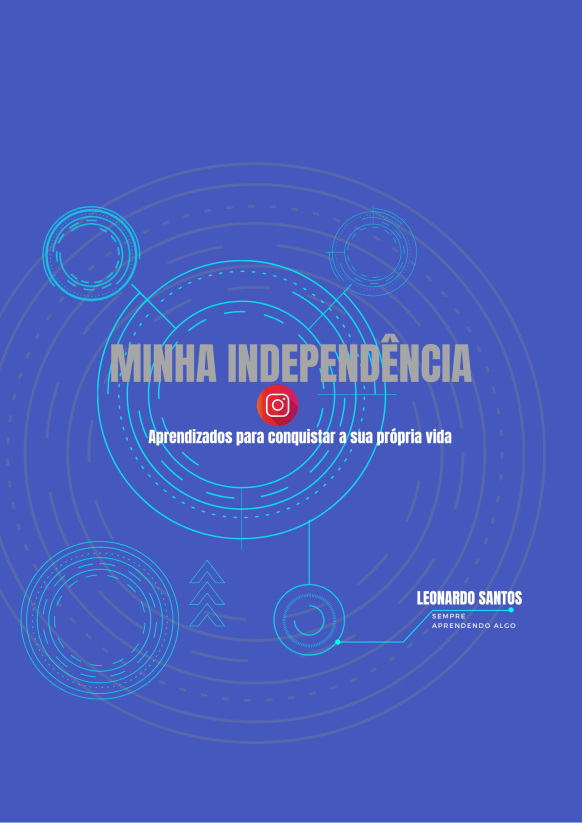 MINHA INDEPENDÊNCIA
Aprendizados para conquistar a sua própria vida
LEONARDO SANTOS
SEMPRE
APRENDENDO ALGO